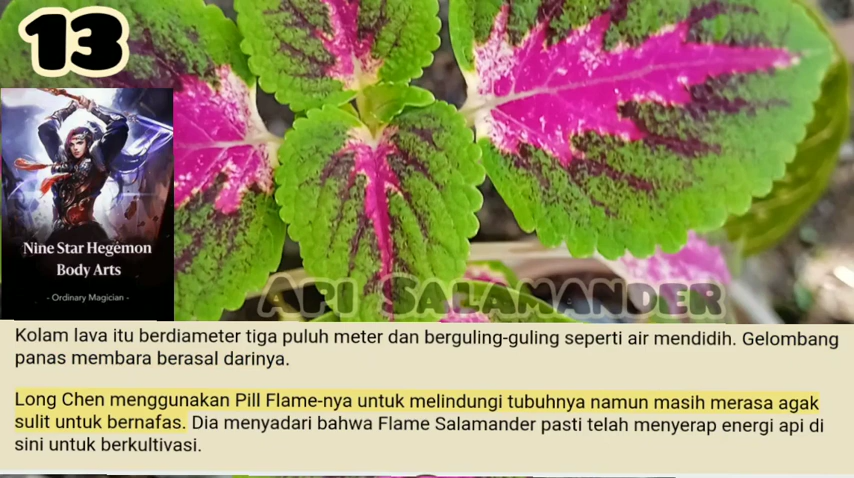 13
Nine Star Hegemon
Body Arts
- Ordinary Magician -
Api Salamander
Kolam lava itu berdiameter tiga puluh meter dan berguling-guling seperti air mendidih. Gelombang
panas membara berasal darinya.
Long Chen menggunakan Pill Flame-nya untuk melindungi tubuhnya namun masih merasa agak
sulit untuk bernafas. Dia menyadari bahwa Flame Salamander pasti telah menyerap energi api di
sini untuk berkultivasi.